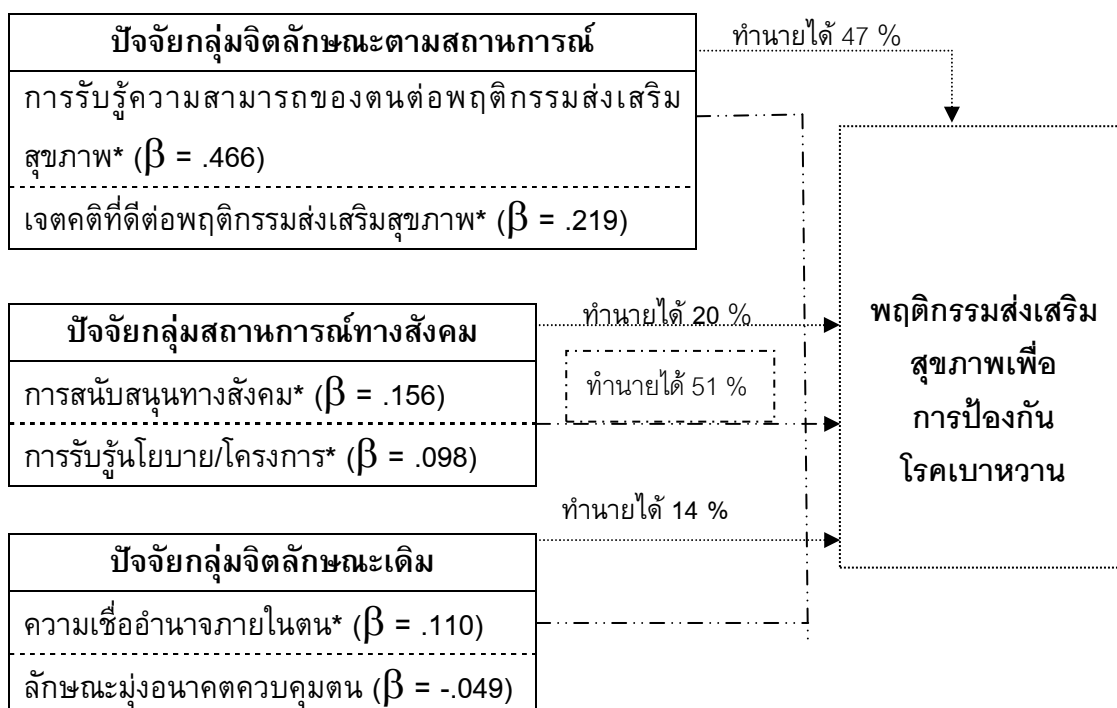 ปัจจัยกลุ่มจิตลักษณะตามสถานการณ์
ทำนายได้ 47 %
การรับรู้ความสามารถของตนต่อพฤติกรรมส่งเสริม
สุขภาพ* (β = .466)
เจตคติที่ดีต่อพฤติกรรมส่งเสริมสุขภาพ* (β = .219)
ปัจจัยกลุ่มสถานการณ์ทางสังคม
การสนับสนุนทางสังคม* (β = .156)
การรับรู้นโยบาย/โครงการ* (β = .098)
ทำนายได้ 20 %
ทำนายได้ 51 %
ทำนายได้ 14 %
ปัจจัยกลุ่มจิตลักษณะเดิม
ความเชื่ออำนาจภายในตน* (β = .110)
ลักษณะมุ่งอนาคตควบคุมตน (β = -.049)
พฤติกรรมส่งเสริม
สุขภาพเพื่อ
การป้องกัน
โรคเบาหวาน